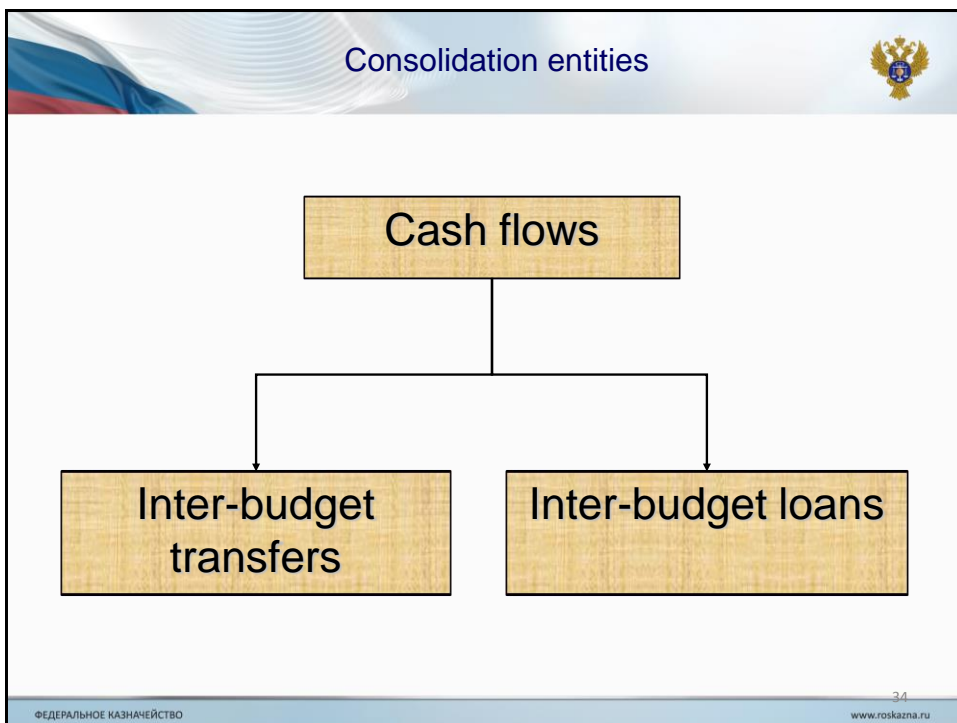 Consolidation entities
Cash flows
Inter-budget
transfers
Inter-budget loans
34
ФЕДЕРАЛЬНОЕ КАЗНАЧЕЙСТВО
www.roskazna.ru